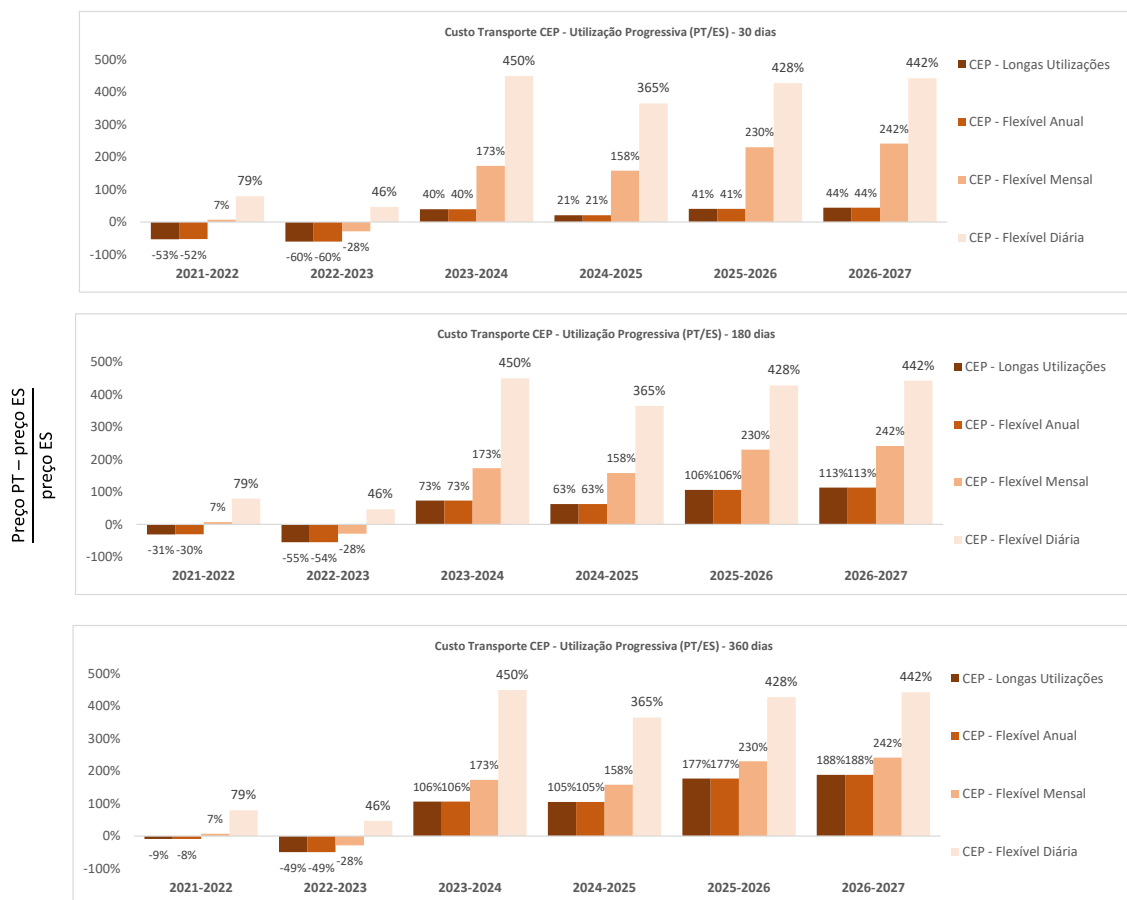 Preço PT – preço ES
preço ES
Custo Transporte CEP - Utilização Progressiva (PT/ES) - 30 dias
500%
400%
300%
200%
100%
0%
-100%
-53% -52% 7% 79%
-60% -60% -28% 46%
40% 40% 173% 450%
21% 21% 158% 365%
41% 41% 230% 428%
44% 44% 242% 442%
2021-2022 2022-2023 2023-2024 2024-2025 2025-2026 2026-2027
CEP - Longas Utilizações
CEP - Flexível Anual
CEP - Flexível Mensal
CEP - Flexível Diária
Custo Transporte CEP - Utilização Progressiva (PT/ES) - 180 dias
500%
400%
300%
200%
100%
0%
-100%
-31% -30% 7% 79%
-55% -54% -28% 46%
73% 73% 173% 450%
63% 63% 158% 365%
106% 106% 230% 428%
113% 113% 242% 442%
2021-2022 2022-2023 2023-2024 2024-2025 2025-2026 2026-2027
CEP - Longas Utilizações
CEP - Flexível Anual
CEP - Flexível Mensal
CEP - Flexível Diária
Custo Transporte CEP - Utilização Progressiva (PT/ES) - 360 dias
500%
400%
300%
200%
100%
0%
-100%
-9% -8% 7% 79%
-49% -49% -28% 46%
106% 106% 173% 450%
105% 105% 158% 365%
177% 177% 230% 428%
188% 188% 242% 442%
2021-2022 2022-2023 2023-2024 2024-2025 2025-2026 2026-2027
CEP - Longas Utilizações
CEP - Flexível Anual
CEP - Flexível Mensal
CEP - Flexível Diária